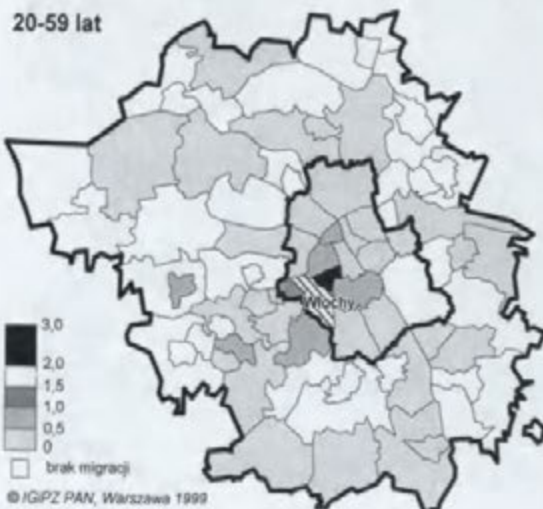 20-59 lat
Włochy
3,0
2,0
1,5
1,0
0,5
0
brak migracji
© IGiPZ PAN, Warszawa 1999